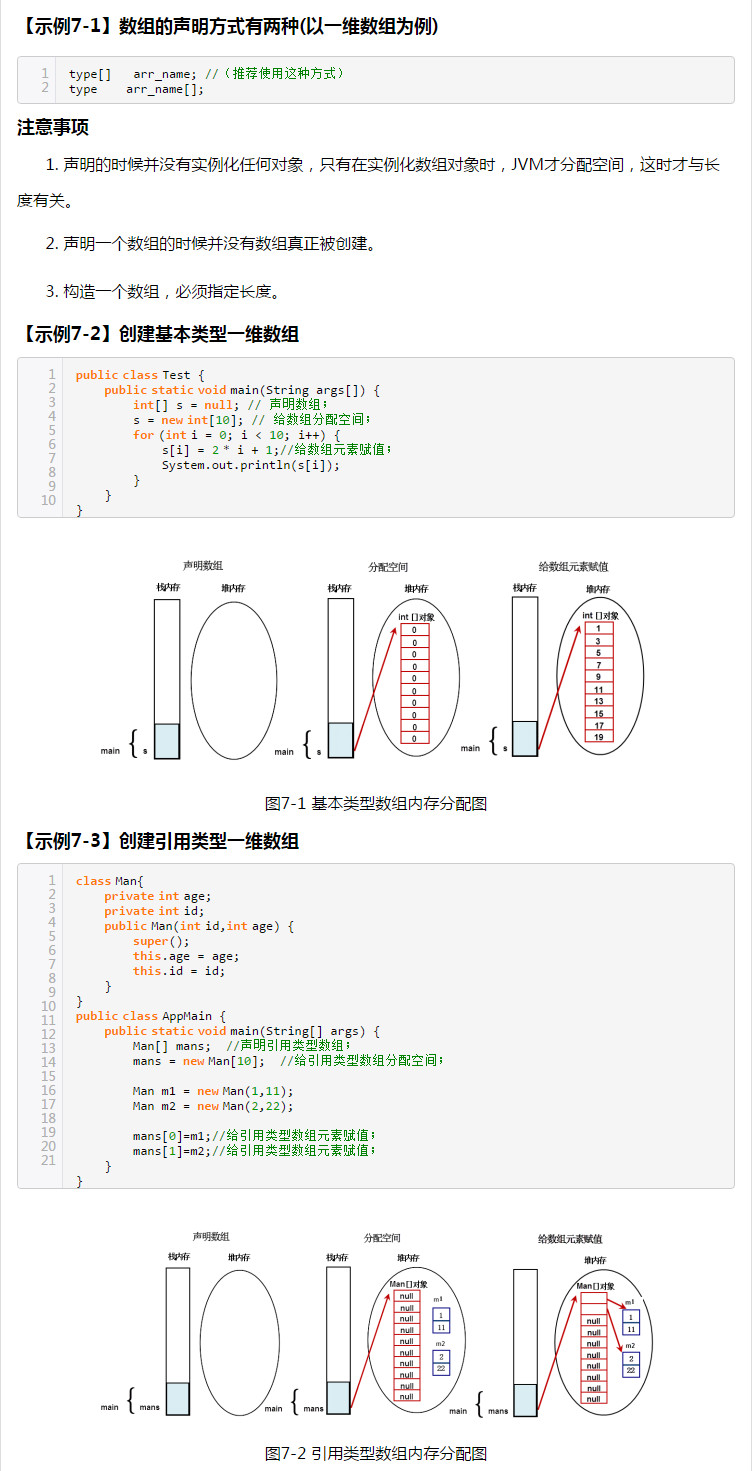 【示例7-1】数组的声明方式有两种(以一维数组为例)
1 type[]   arr_name; //（推荐使用这种方式）
2 type    arr_name[];
注意事项
1. 声明的时候并没有实例化任何对象，只有在实例化数组对象时，JVM才分配空间，这时才与长
度有关。
2. 声明一个数组的时候并没有数组真正被创建。
3. 构造一个数组，必须指定长度。
【示例7-2】创建基本类型一维数组
1 public class Test {
2     public static void main(String args[]) {
3         int[] s = null; // 声明数组;
4         s = new int[10]; // 给数组分配空间;
5         for (int i = 0; i < 10; i++) {
6             s[i] = 2 * i + 1;//给数组元素赋值;
7             System.out.println(s[i]);
8         }
9     }
10 }
声明数组 分配空间 给数组元素赋值
栈内存 堆内存 栈内存 堆内存 栈内存 堆内存
int []对象 int []对象
0 1
0 3
0 5
0 7
0 9
0 11
0 13
0 15
0 17
0 19
main { s main { s main { s
图7-1 基本类型数组内存分配图
【示例7-3】创建引用类型一维数组
1 class Man{
2     private int age;
3     private int id;
4     public Man(int id,int age) {
5         super();
6         this.age = age;
7         this.id = id;
8     }
9 }
10 public class AppMain {
11     public static void main(String[] args) {
12         Man[] mans;  //声明引用类型数组;
13         mans = new Man[10];  //给引用类型数组分配空间;
14
15         Man m1 = new Man(1,11);
16         Man m2 = new Man(2,22);
17
18         mans[0]=m1;//给引用类型数组元素赋值;
19         mans[1]=m2;//给引用类型数组元素赋值;
20     }
21 }
声明数组 分配空间 给数组元素赋值
栈内存 堆内存 栈内存 堆内存 堆内存
Man[]对象 Man[]对象
null m1 m1
null 1 1
null 11 null 11
null null
null m2 null m2
null 2 null 2
null 22 null 22
null null
null null
null null
main { mans main { mans main { mans
图7-2 引用类型数组内存分配图